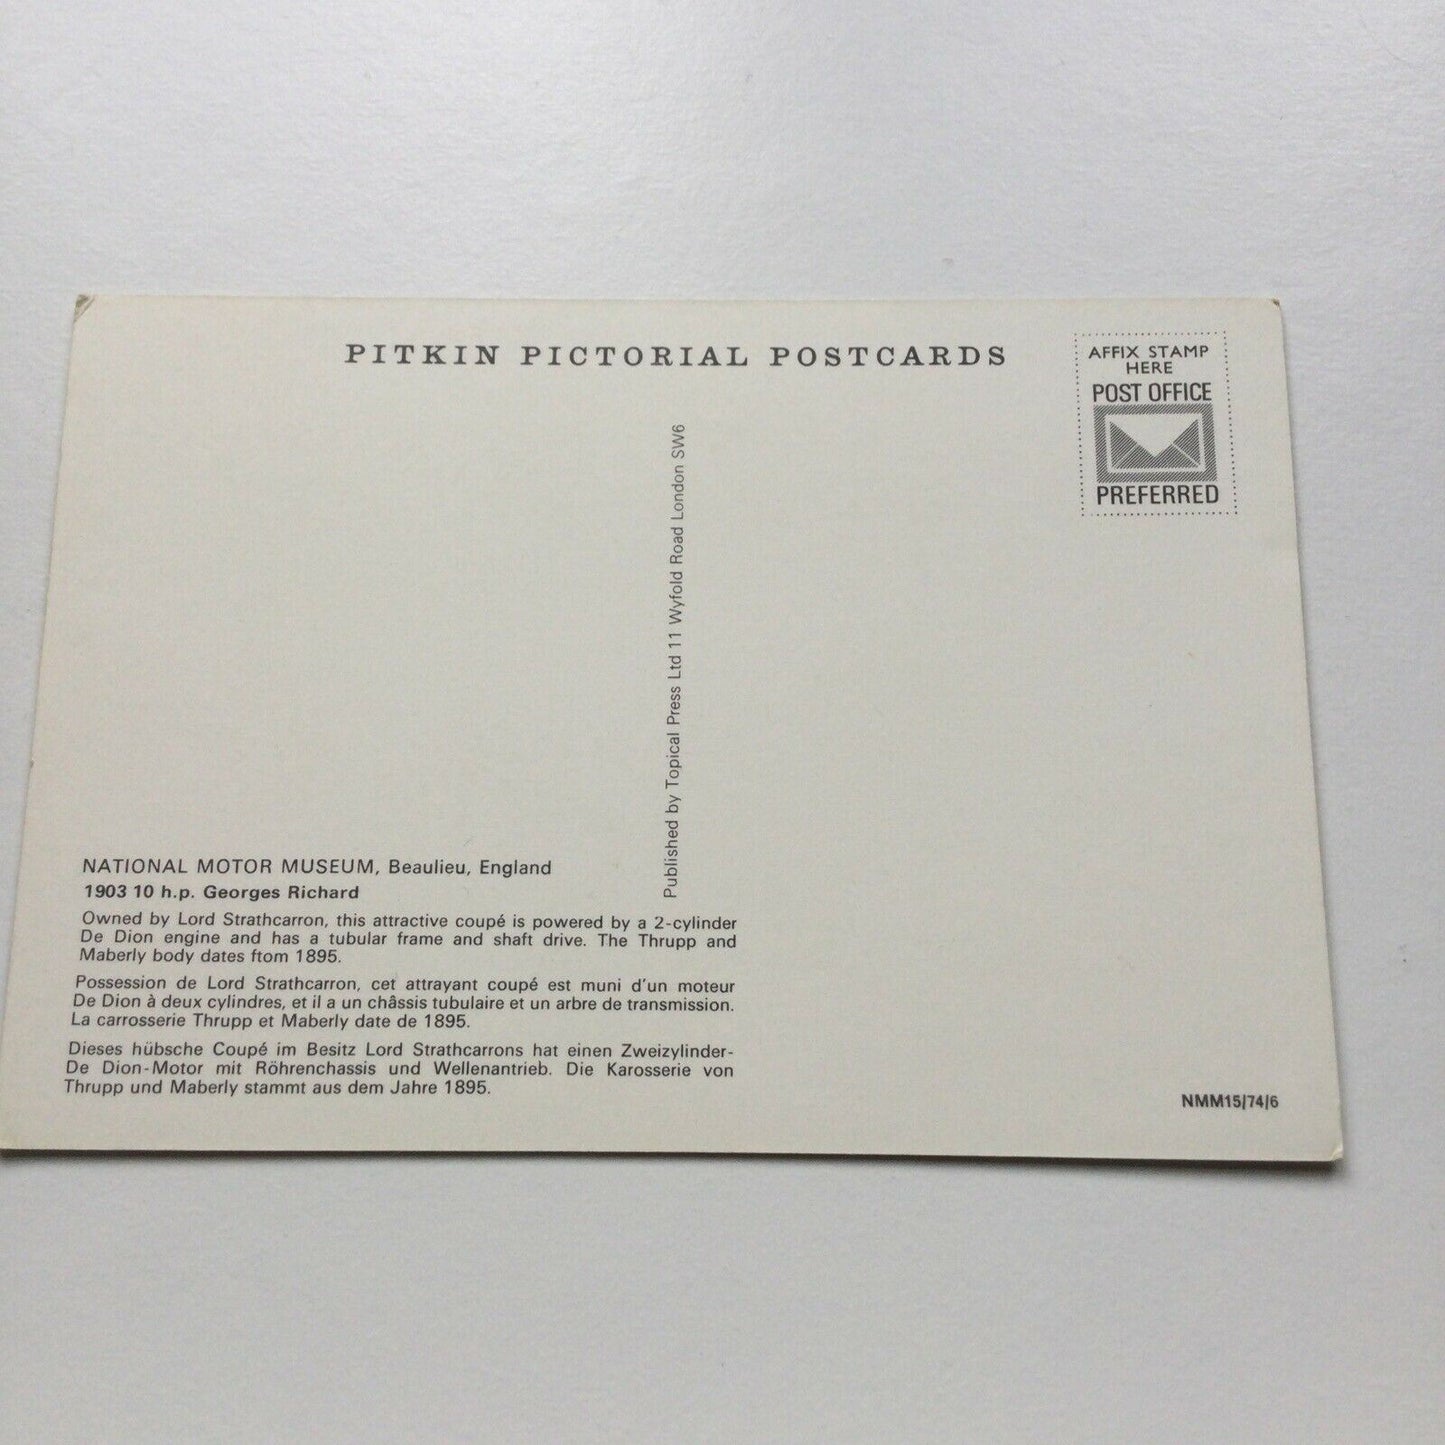 PITKIN PICTORIAL POSTCARDS
AFFIX STAMP
HERE
POST OFFICE
PREFERRED
Published by Topical Press Ltd 11 Wyfold Road London SW6
NATIONAL MOTOR MUSEUM, Beaulieu, England
1903 10 h.p. Georges Richard
Owned by Lord Strathcarron, this attractive coupé is powered by a 2-cylinder
De Dion engine and has a tubular frame and shaft drive. The Thrupp and
Maberly body dates ftom 1895.
Possession de Lord Strathcarron, cet attrayant coupé est muni d'un moteur
De Dion à deux cylindres, et il a un châssis tubulaire et un arbre de transmission.
La carrosserie Thrupp et Maberly date de 1895.
Dieses hübsche Coupé im Besitz Lord Strathcarrons hat einen Zweizylinder-
De Dion-Motor mit Röhrenchassis und Wellenantrieb. Die Karosserie von
Thrupp und Maberly stammt aus dem Jahre 1895.
NMM15/74/6